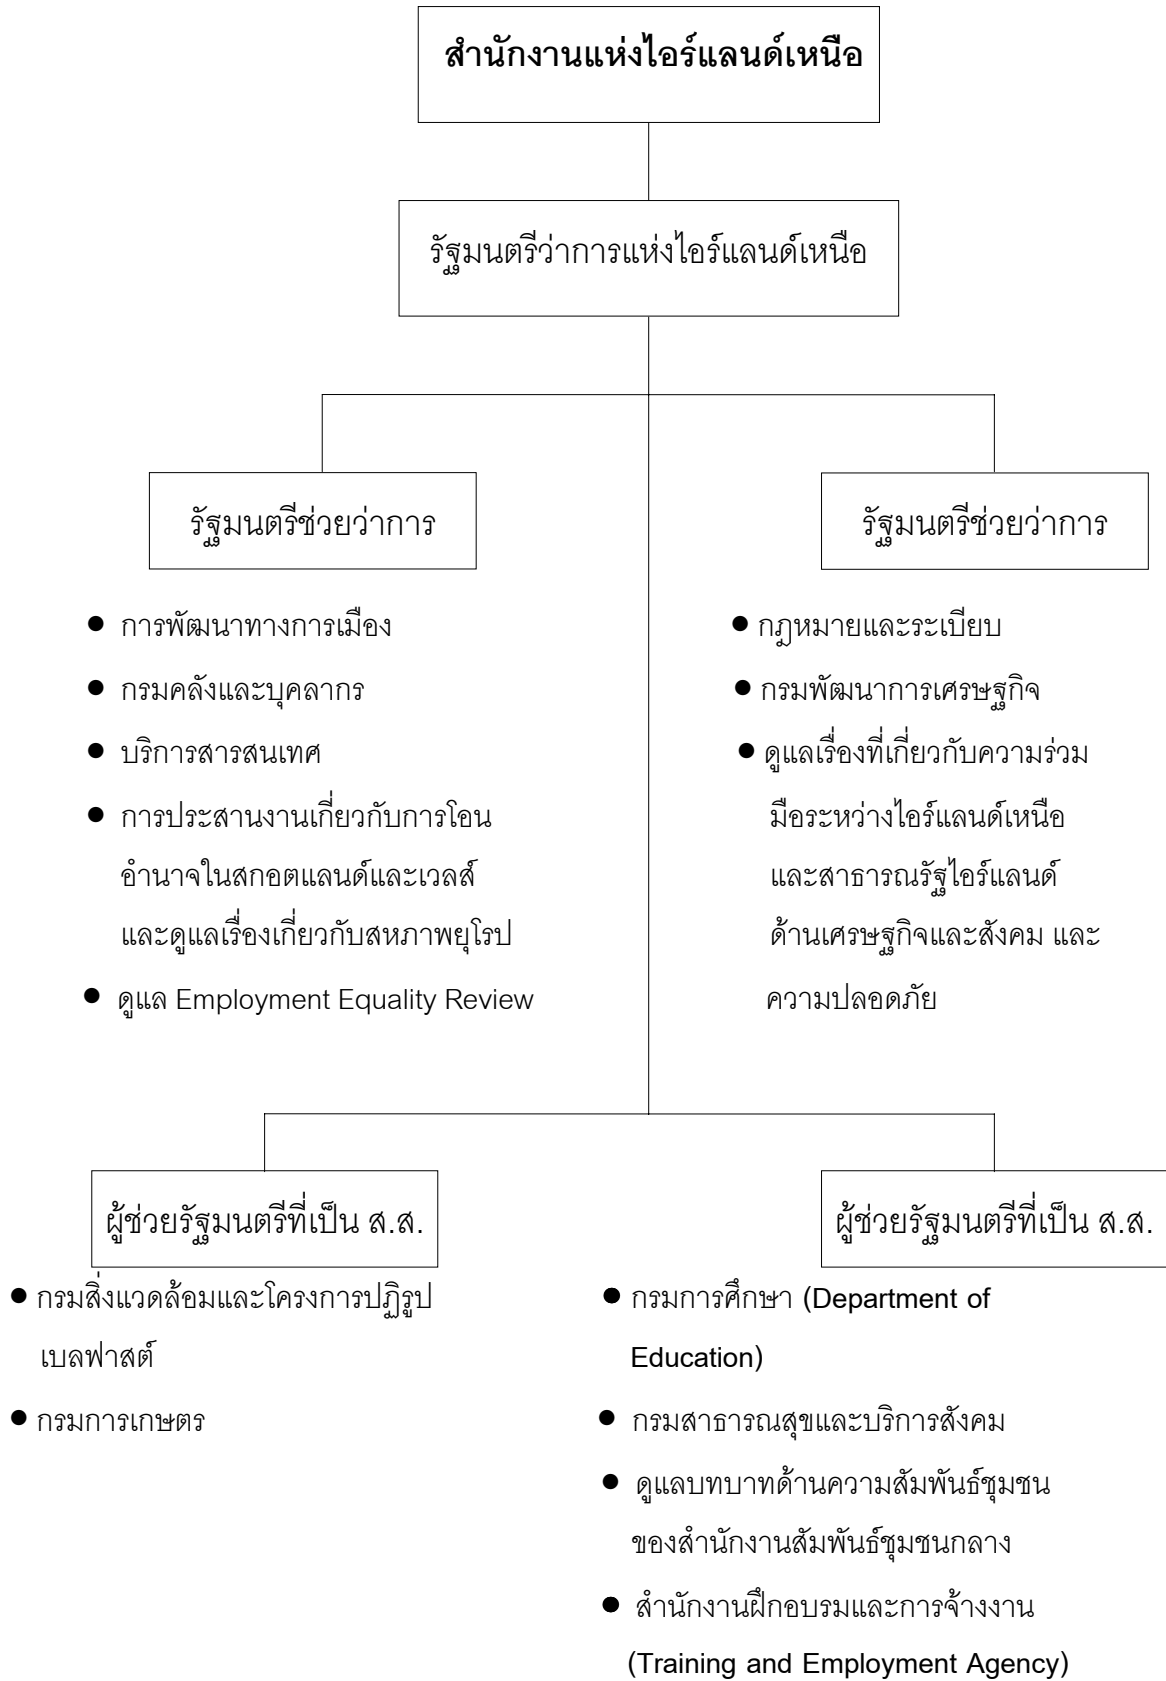 สำนักงานแห่งไอร์แลนด์เหนือ
รัฐมนตรีว่าการแห่งไอร์แลนด์เหนือ
รัฐมนตรีช่วยว่าการ
● การพัฒนาทางการเมือง
● กรมคลังและบุคลากร
● บริการสารสนเทศ
● การประสานงานเกี่ยวกับการโอน
อำนาจในสกอตแลนด์และเวลส์
และดูแลเรื่องเกี่ยวกับสหภาพยุโรป
● ดูแล Employment Equality Review
รัฐมนตรีช่วยว่าการ
● กฎหมายและระเบียบ
● กรมพัฒนาการเศรษฐกิจ
● ดูแลเรื่องที่เกี่ยวกับความร่วม
มือระหว่างไอร์แลนด์เหนือ
และสาธารณรัฐไอร์แลนด์
ด้านเศรษฐกิจและสังคม และ
ความปลอดภัย
ผู้ช่วยรัฐมนตรีที่เป็น ส.ส.
● กรมสิ่งแวดล้อมและโครงการปฏิรูป
เบลฟาสต์
● กรมการเกษตร
ผู้ช่วยรัฐมนตรีที่เป็น ส.ส.
● กรมการศึกษา (Department of
Education)
● กรมสาธารณสุขและบริการสังคม
● ดูแลบทบาทด้านความสัมพันธ์ชุมชน
ของสำนักงานสัมพันธ์ชุมชนกลาง
● สำนักงานฝึกอบรมและการจ้างงาน
(Training and Employment Agency)